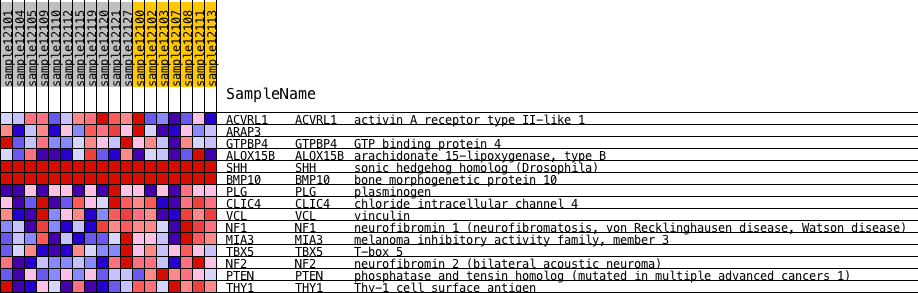 sample12101
sample12104
sample12105
sample12109
sample12110
sample12112
sample12115
sample12119
sample12120
sample12121
sample12127
sample12100
sample12102
sample12103
sample12107
sample12108
sample12111
sample12113
SampleName
ACVRL1 ACVRL1 activin A receptor type II-like 1
ARAP3
GTPBP4 GTPBP4 GTP binding protein 4
ALOX15B ALOX15B arachidonate 15-lipoxygenase, type B
SHH SHH sonic hedgehog homolog (Drosophila)
BMP10 BMP10 bone morphogenetic protein 10
PLG PLG plasminogen
CLIC4 CLIC4 chloride intracellular channel 4
VCL VCL vinculin
NF1 NF1 neurofibromin 1 (neurofibromatosis, von Recklinghausen disease, Watson disease)
MIA3 MIA3 melanoma inhibitory activity family, member 3
TBX5 TBX5 T-box 5
NF2 NF2 neurofibromin 2 (bilateral acoustic neuroma)
PTEN PTEN phosphatase and tensin homolog (mutated in multiple advanced cancers 1)
THY1 THY1 Thy-1 cell surface antigen